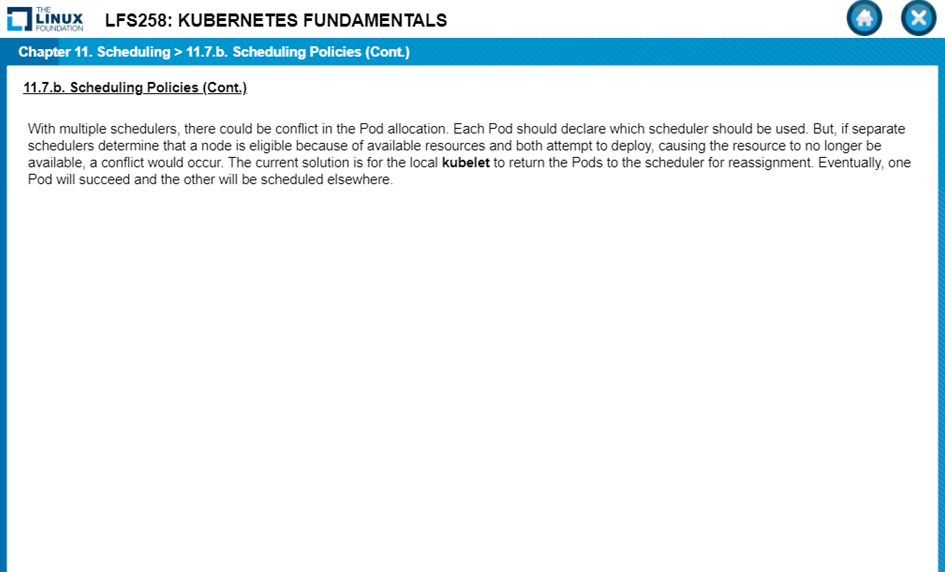 THE
LINUX
FOUNDATION
LFS258: KUBERNETES FUNDAMENTALS
Chapter 11. Scheduling > 11.7.b. Scheduling Policies (Cont.)
11.7.b. Scheduling Policies (Cont.)
With multiple schedulers, there could be conflict in the Pod allocation. Each Pod should declare which scheduler should be used. But, if separate
schedulers determine that a node is eligible because of available resources and both attempt to deploy, causing the resource to no longer be
available, a conflict would occur. The current solution is for the local kubelet to return the Pods to the scheduler for reassignment. Eventually, one
Pod will succeed and the other will be scheduled elsewhere.